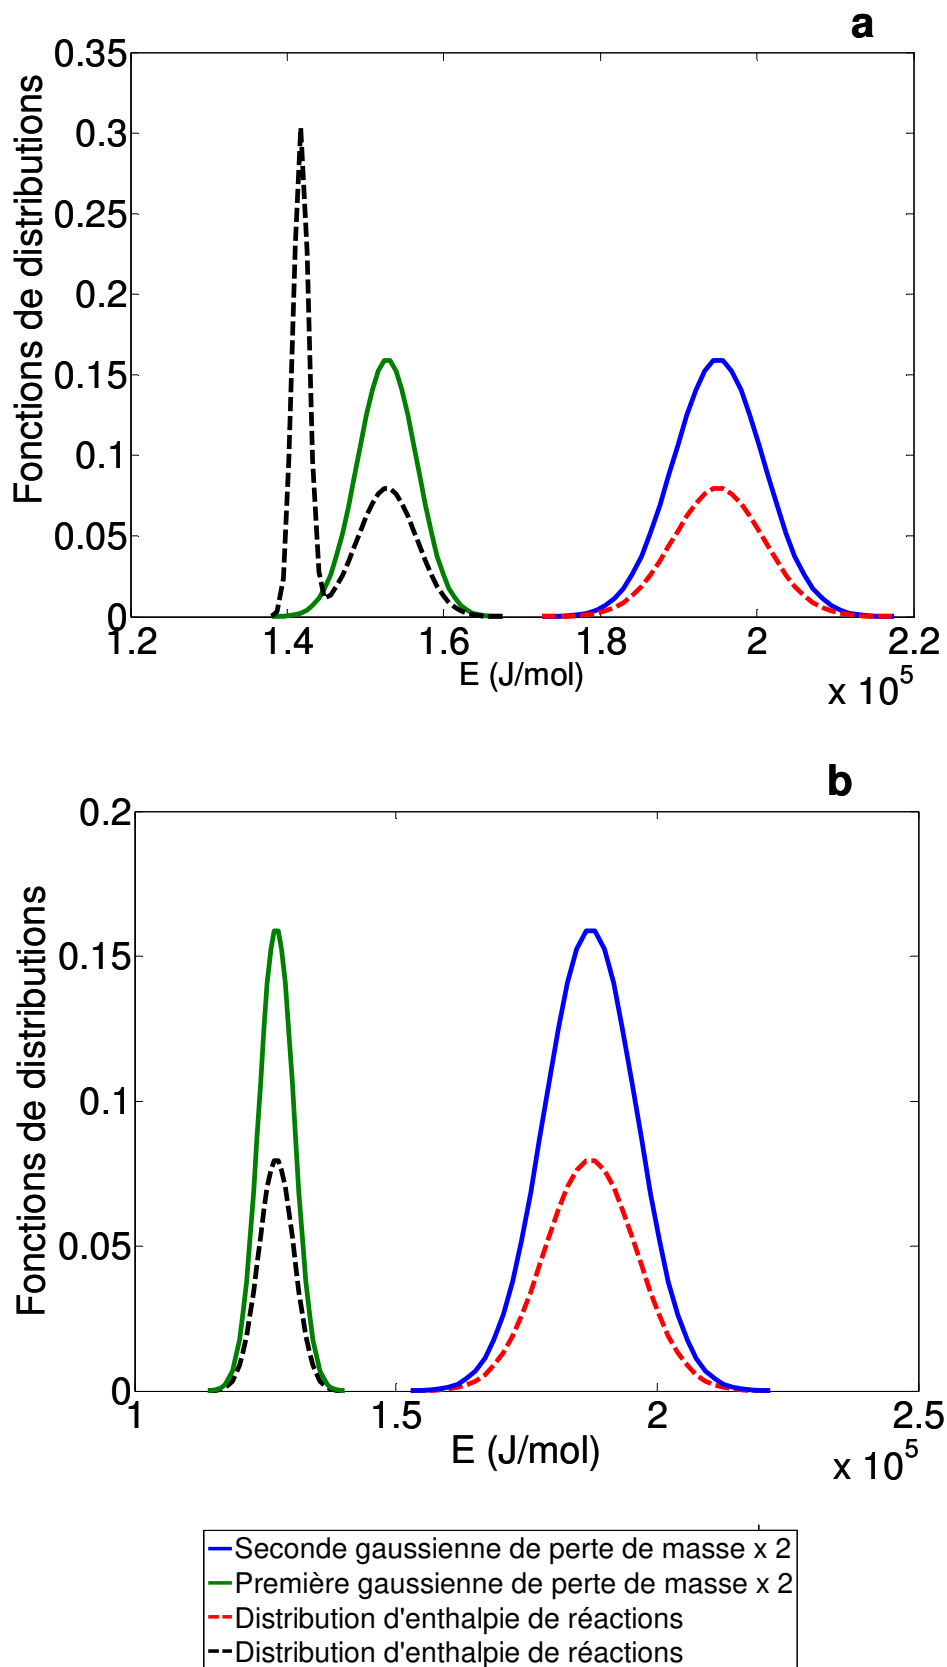 a
0.35
0.3
0.25
0.2
0.15
0.1
0.05
0
Fonctions de distributions
1.2 1.4 1.6 1.8 2 2.2
E (J/mol)
x 10^5
b
0.2
0.15
0.1
0.05
0
Fonctions de distributions
1 1.5 2 2.5
E (J/mol)
x 10^5
Seconde gaussienne de perte de masse x 2
Première gaussienne de perte de masse x 2
Distribution d'enthalpie de réactions
Distribution d'enthalpie de réactions